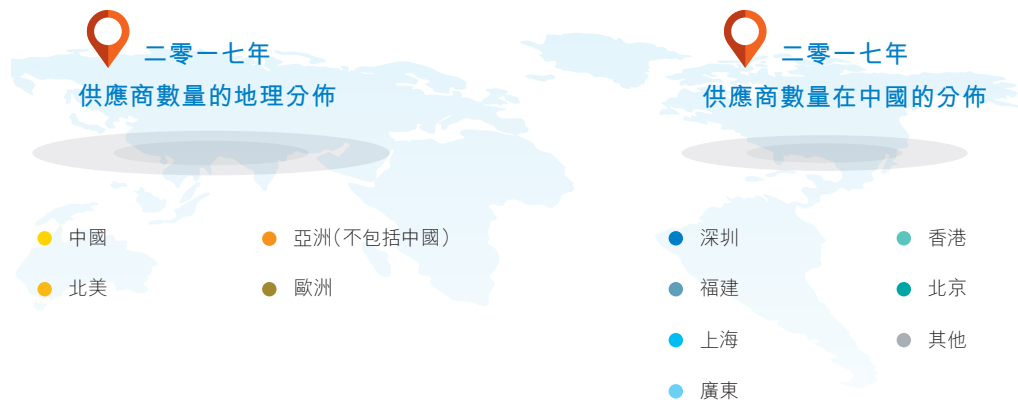 二零一七年
供應商數量的地理分佈
中國
亞洲(不包括中國)
北美
歐洲
二零一七年
供應商數量在中國的分佈
深圳
香港
福建
北京
上海
其他
廣東